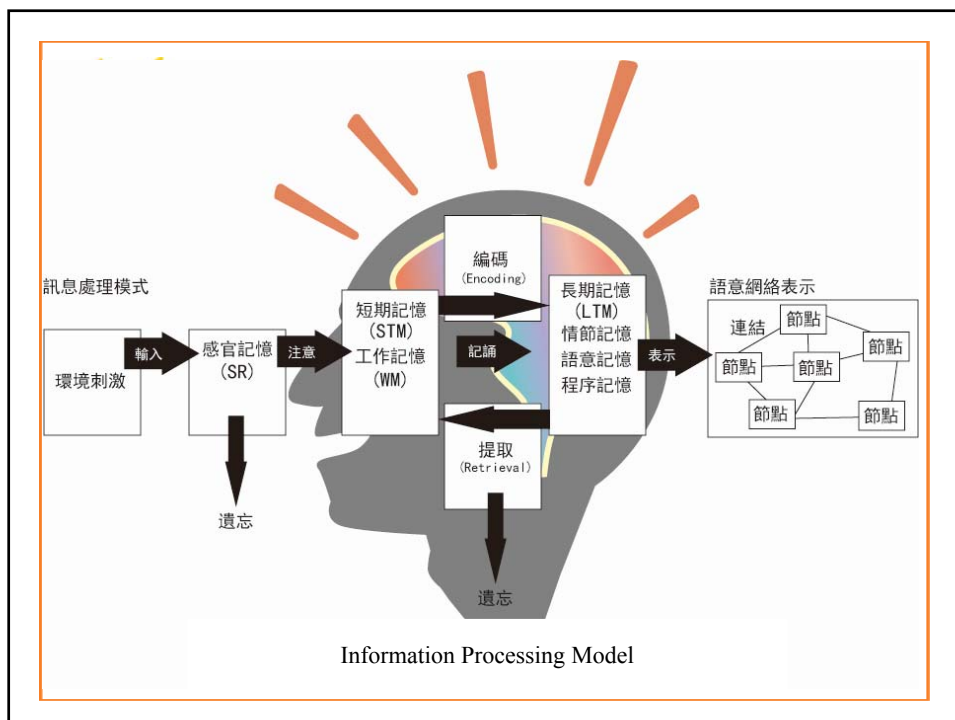 訊息處理模式
環境刺激
輸入
感官記憶
(SR)
遺忘
注意
短期記憶
(STM)
工作記憶
(WM)
編碼
(Encoding)
記誦
提取
(Retrieval)
遺忘
長期記憶
(LTM)
情節記憶
語意記憶
程序記憶
表示
語意網絡表示
連結
節點
節點
節點
節點
節點
節點
Information Processing Model